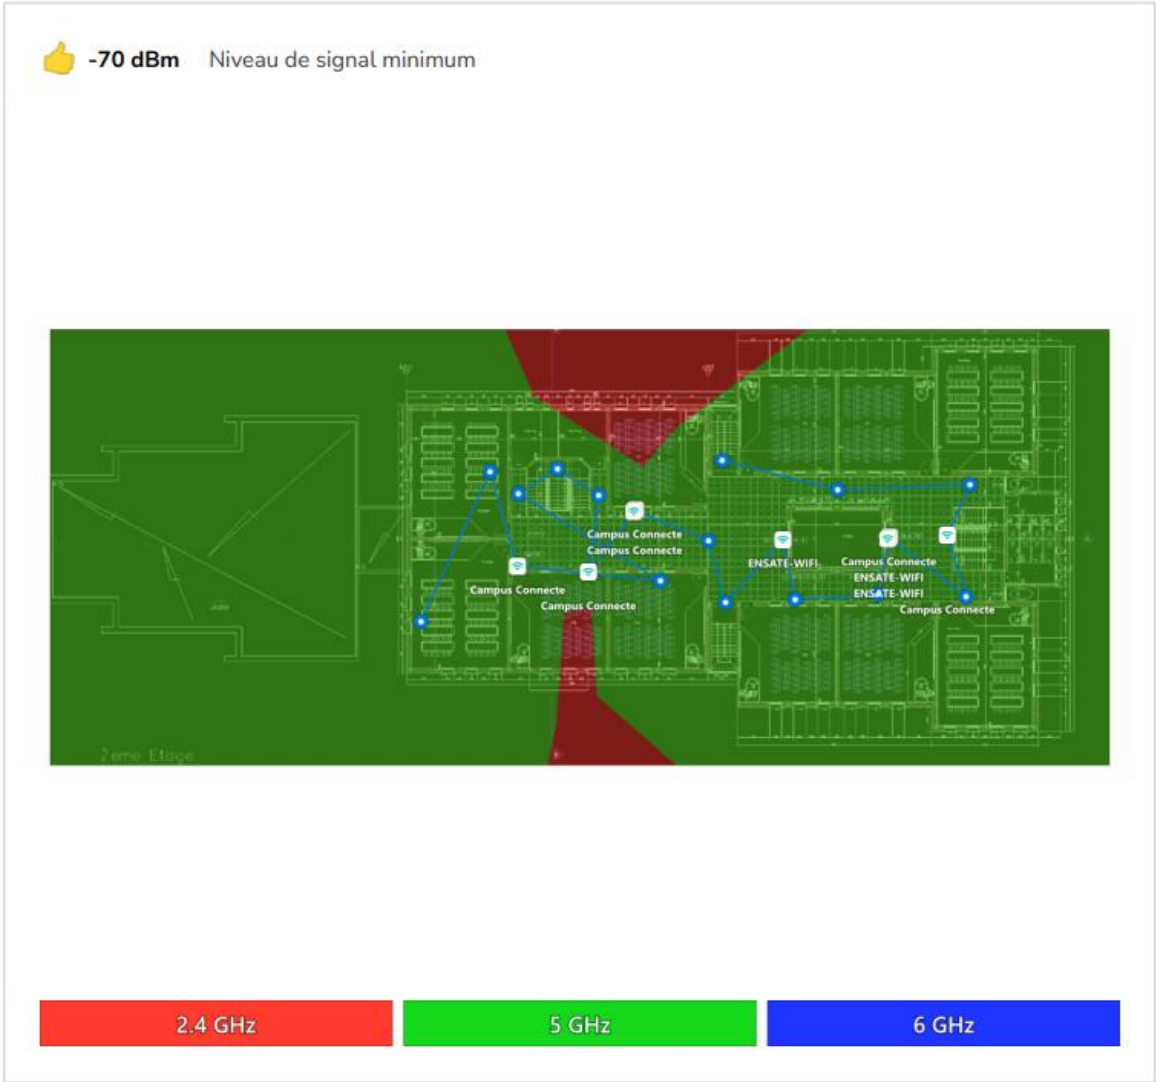 -70 dBm Niveau de signal minimum
Campus Connecte
Campus Connecte
ENSATE-WIFI
Campus Connecte
ENSATE-WIFI
ENSATE-WIFI
Campus Connecte
Campus Connecte
Campus Connecte
2eme Etage
2.4 GHz 5 GHz 6 GHz